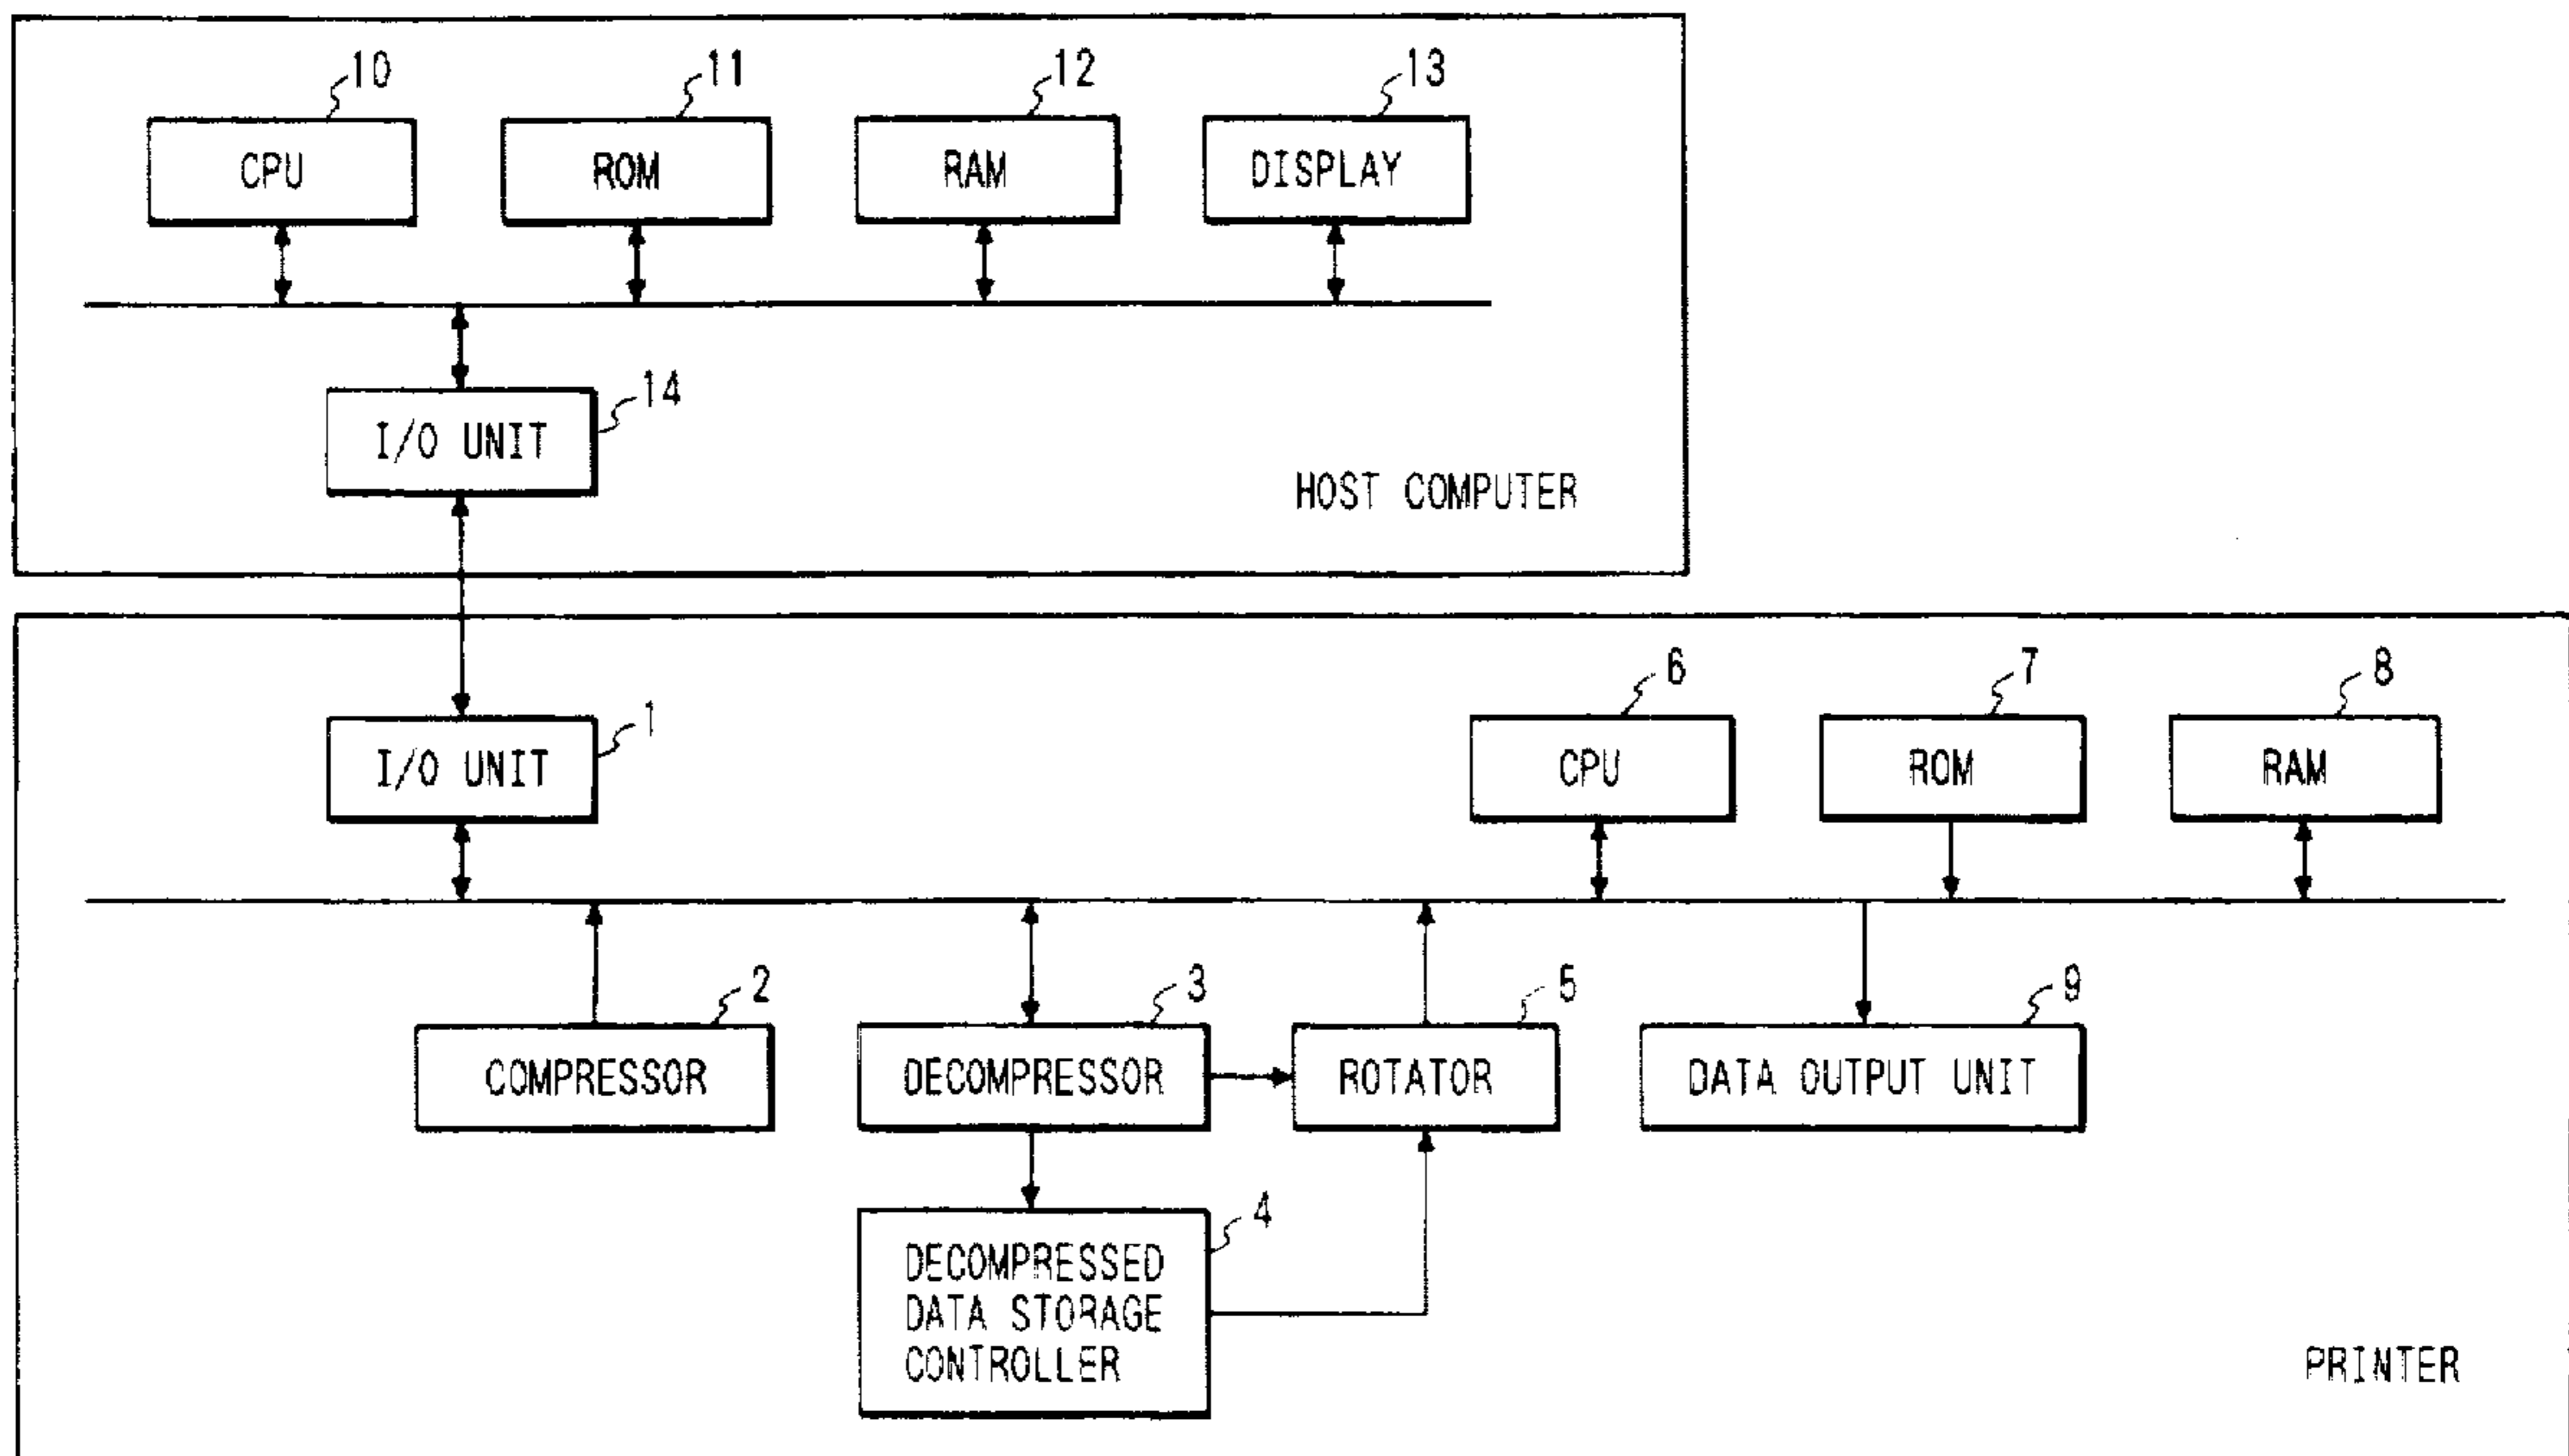 10 11 12 13
CPU ROM RAM DISPLAY
14
I/O UNIT
HOST COMPUTER
6 7 8
1
I/O UNIT CPU ROM RAM
2 3 5 9
COMPRESSOR DECOMPRESSOR ROTATOR DATA OUTPUT UNIT
4
DECOMPRESSED
DATA STORAGE
CONTROLLER
PRINTER